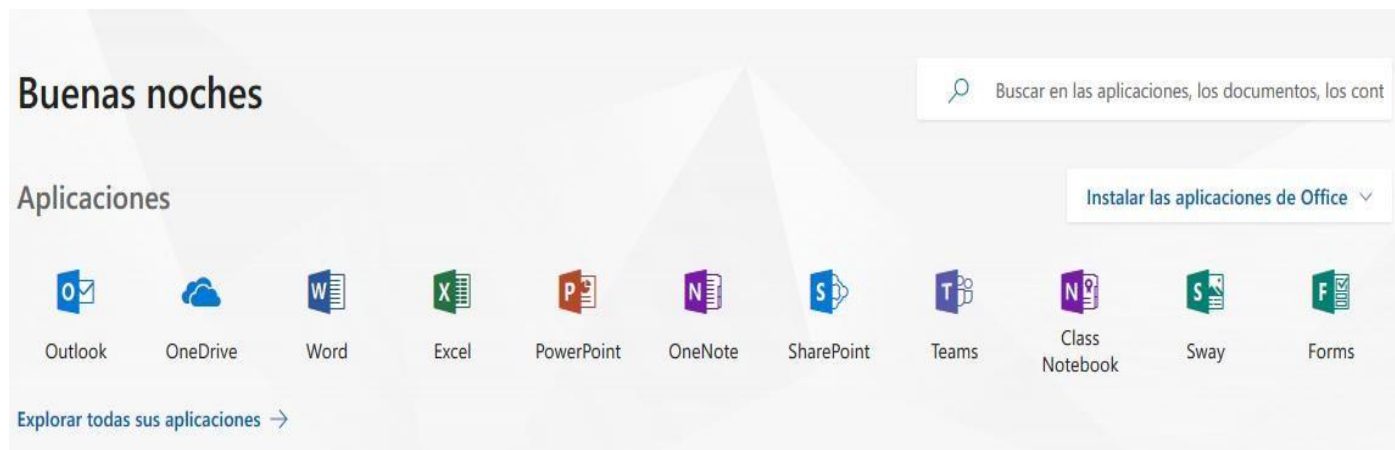 Buenas noches
Buscar en las aplicaciones, los documentos, los cont
Aplicaciones
Instalar las aplicaciones de Office
Outlook
OneDrive
Word
Excel
PowerPoint
OneNote
SharePoint
Teams
Class
Notebook
Sway
Forms
Explorar todas sus aplicaciones →